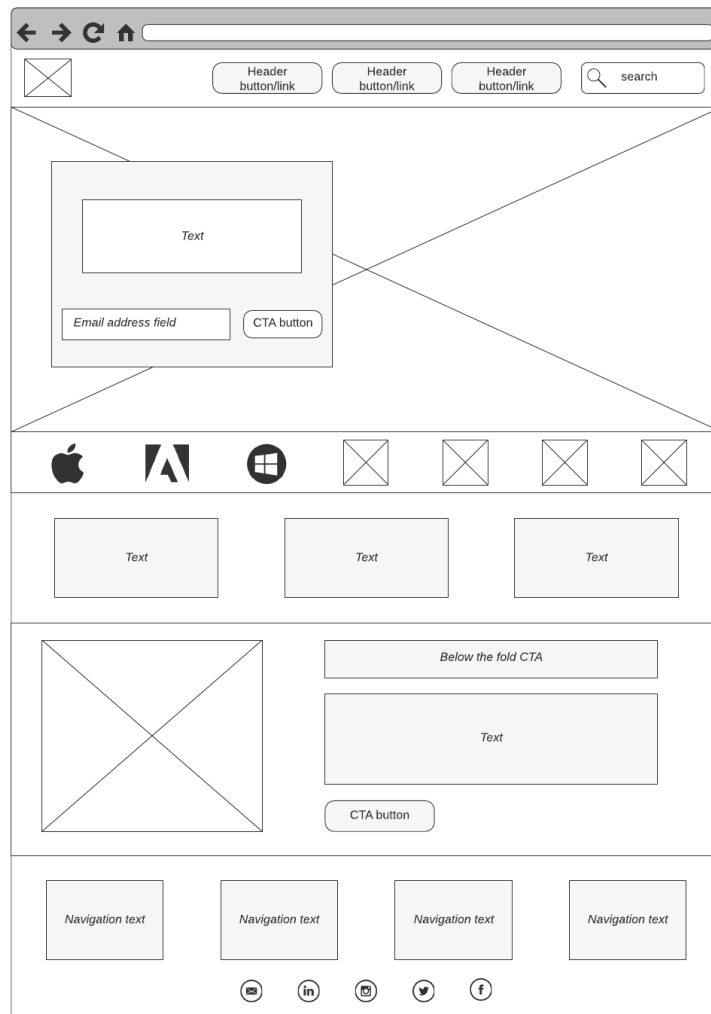 Header
button/link
Header
button/link
Header
button/link
search
Text
Email address field
CTA button
Text
Text
Text
Below the fold CTA
Text
CTA button
Navigation text
Navigation text
Navigation text
Navigation text
in
f